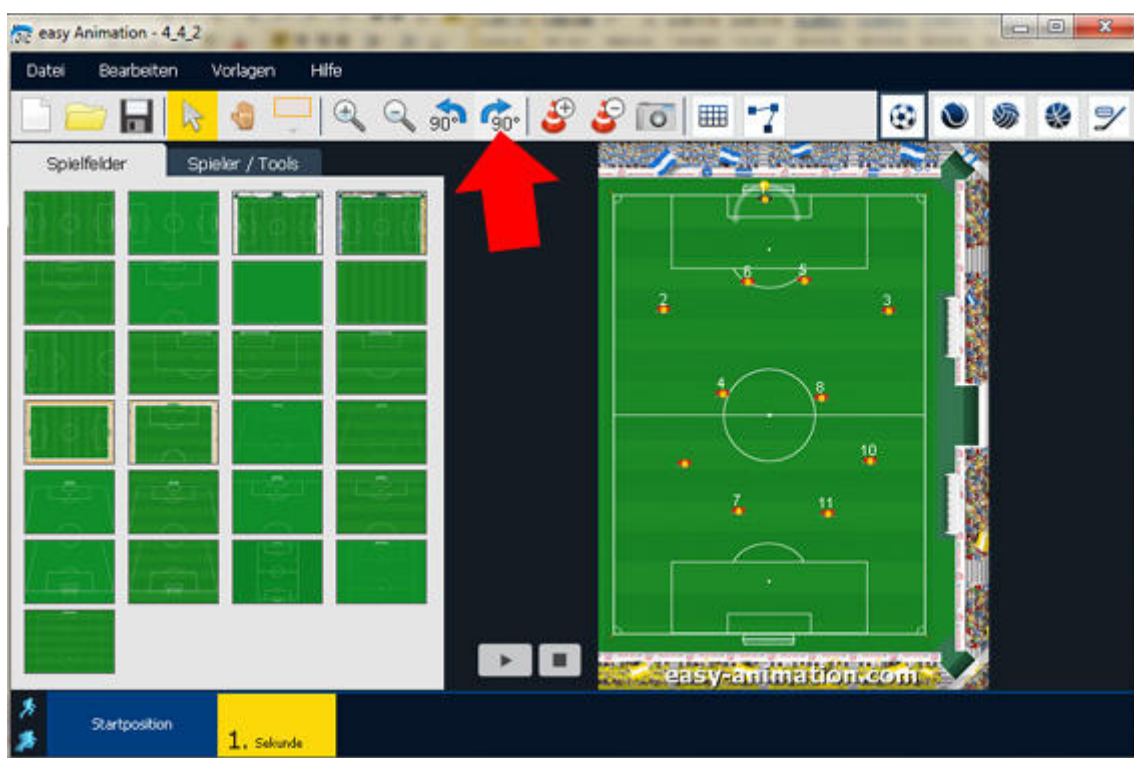 easy Animation - 4_4_2
Datei Bearbeiten Vorlagen Hilfe
90° 90°
Spielfelder Spieler / Tools
6 5
2 3
4 8
10
7 11
easy-animation.com
Startposition
1. Sekunde